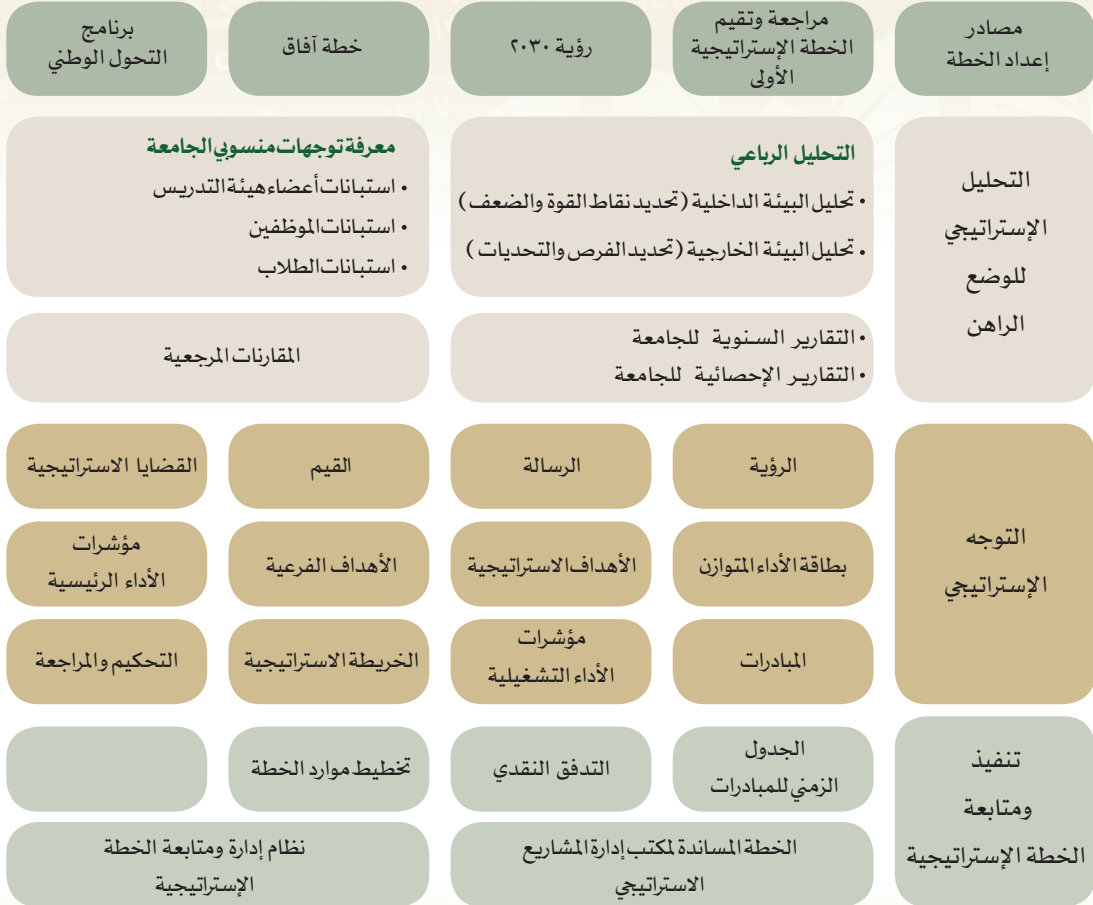 مصادر
إعداد الخطة
مراجعة وتقيم
الخطة الإستراتيجية
الأولى
رؤية ٢٠٣٠
خطة آفاق
برنامج
التحول الوطني
التحليل
الإستراتيجي
للوضع
الراهن
التحليل الرباعي
• تحليل البيئة الداخلية (تحديد نقاط القوة والضعف)
• تحليل البيئة الخارجية (تحديد الفرص والتحديات)
معرفة توجهات منسوبي الجامعة
• استبانات أعضاء هيئة التدريس
• استبانات الموظفين
• استبانات الطلاب
• التقارير السنوية للجامعة
• التقارير الإحصائية للجامعة
المقارنات المرجعية
التوجه
الإستراتيجي
الرؤية
الرسالة
القيم
القضايا الاستراتيجية
بطاقة الأداء المتوازن
الأهداف الاستراتيجية
الأهداف الفرعية
مؤشرات
الأداء الرئيسية
المبادرات
مؤشرات
الأداء التشغيلية
الخريطة الاستراتيجية
التحكيم والمراجعة
تنفيذ
ومتابعة
الخطة الإستراتيجية
الجدول
الزمني للمبادرات
التدفق النقدي
تخطيط موارد الخطة
الخطة المساندة لمكتب إدارة المشاريع
الاستراتيجي
نظام إدارة ومتابعة الخطة
الإستراتيجية